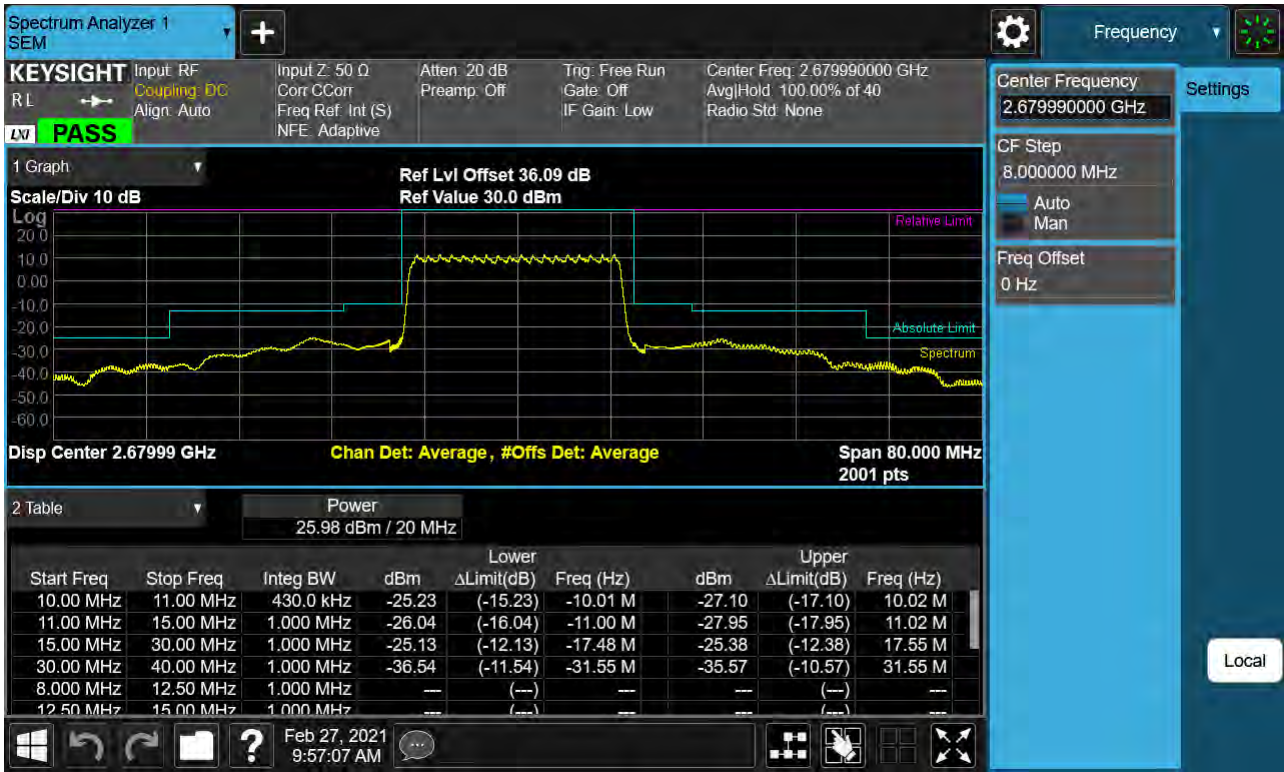 Spectrum Analyzer 1
SEM
Frequency
KEYSIGHT
R L
LXI
PASS
Input: RF
Coupling: DC
Align: Auto
Input Z: 50 Ω
Corr CCorr
Freq Ref: Int (S)
NFE: Adaptive
Atten: 20 dB
Preamp: Off
Trig: Free Run
Gate: Off
IF Gain: Low
Center Freq: 2.679990000 GHz
Avg|Hold: 100.00% of 40
Radio Std: None
Center Frequency
2.679990000 GHz
Settings
CF Step
8.000000 MHz
Auto
Man
Freq Offset
0 Hz
1 Graph
Ref Lvl Offset 36.09 dB
Scale/Div 10 dB
Ref Value 30.0 dBm
Log
20.0
10.0
0.00
-10.0
-20.0
-30.0
-40.0
-50.0
-60.0
Relative Limit
Absolute Limit
Spectrum
Disp Center 2.67999 GHz
Chan Det: Average, #Offs Det: Average
Span 80.000 MHz
2001 pts
2 Table
Power
25.98 dBm / 20 MHz
Lower Upper
Start Freq Stop Freq Integ BW dBm ΔLimit(dB) Freq (Hz) dBm ΔLimit(dB) Freq (Hz)
10.00 MHz 11.00 MHz 430.0 kHz -25.23 (-15.23) -10.01 M -27.10 (-17.10) 10.02 M
11.00 MHz 15.00 MHz 1.000 MHz -26.04 (-16.04) -11.00 M -27.95 (-17.95) 11.02 M
15.00 MHz 30.00 MHz 1.000 MHz -25.13 (-12.13) -17.48 M -25.38 (-12.38) 17.55 M
30.00 MHz 40.00 MHz 1.000 MHz -36.54 (-11.54) -31.55 M -35.57 (-10.57) 31.55 M
8.000 MHz 12.50 MHz 1.000 MHz --- (---) --- --- (---) ---
12.50 MHz 15.00 MHz 1.000 MHz --- (---) --- --- (---) ---
Local
?
Feb 27, 2021
9:57:07 AM